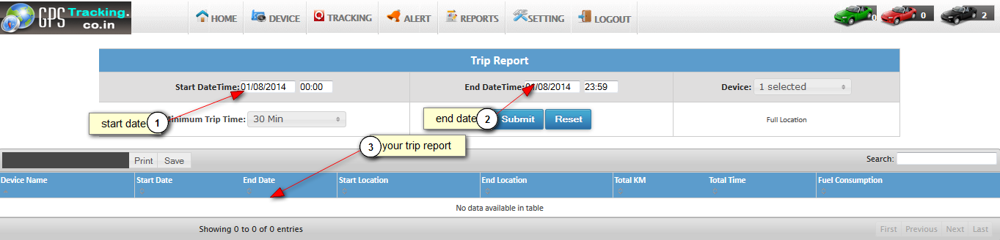 GPS Tracking.
co.in
HOME DEVICE TRACKING ALERT REPORTS SETTING LOGOUT 0 0 2
Trip Report
Start DateTime: 01/08/2014 00:00 End DateTime: 01/08/2014 23:59 Device: 1 selected
start date 1 Minimum Trip Time: 30 Min end date 2 Submit Reset Full Location
3 your trip report
Print Save Search:
Device Name Start Date End Date Start Location End Location Total KM Total Time Fuel Consumption
No data available in table
Showing 0 to 0 of 0 entries First Previous Next Last